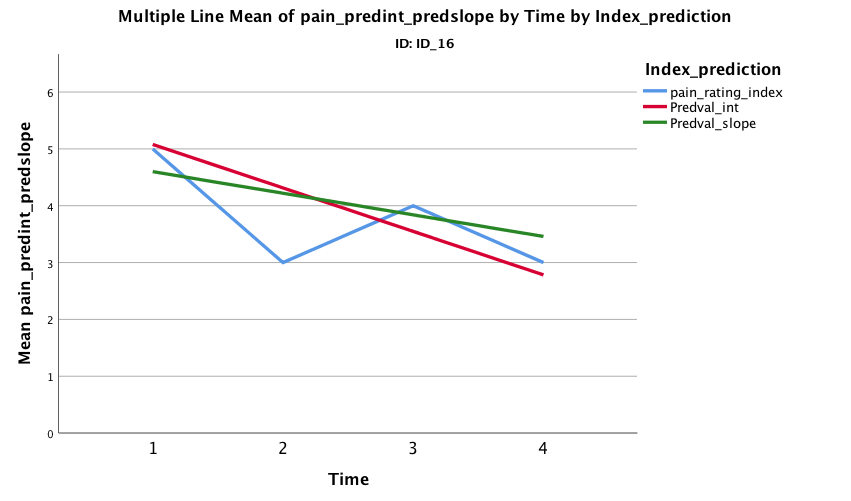 Multiple Line Mean of pain_predint_predslope by Time by Index_prediction
ID: ID_16
Index_prediction
pain_rating_index
Predval_int
Predval_slope
Mean pain_predint_predslope
6
5
4
3
2
1
0
1 2 3 4
Time